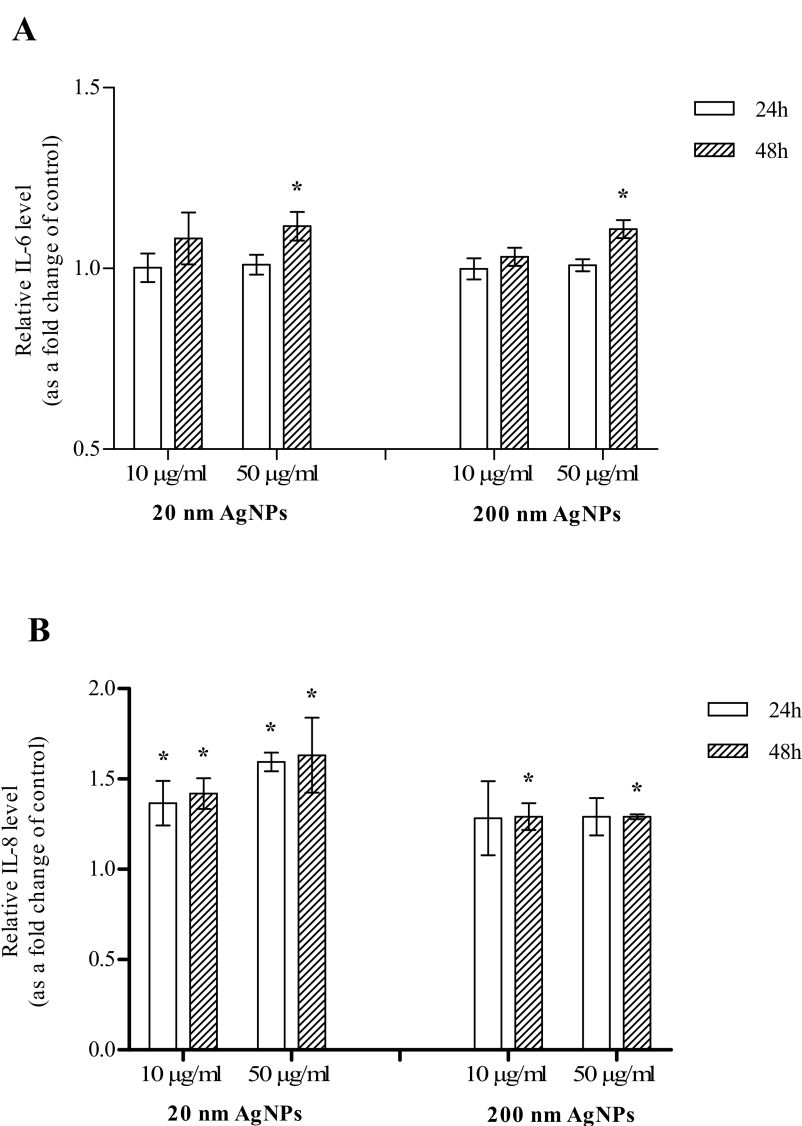 A
1.5
24h
48h
*
*
Relative IL-6 level
(as a fold change of control)
1.0
0.5
10 μg/ml 50 μg/ml 10 μg/ml 50 μg/ml
20 nm AgNPs 200 nm AgNPs
B
2.0
24h
48h
* * * *
* *
Relative IL-8 level
(as a fold change of control)
1.5
1.0
0.5
0.0
10 μg/ml 50 μg/ml 10 μg/ml 50 μg/ml
20 nm AgNPs 200 nm AgNPs